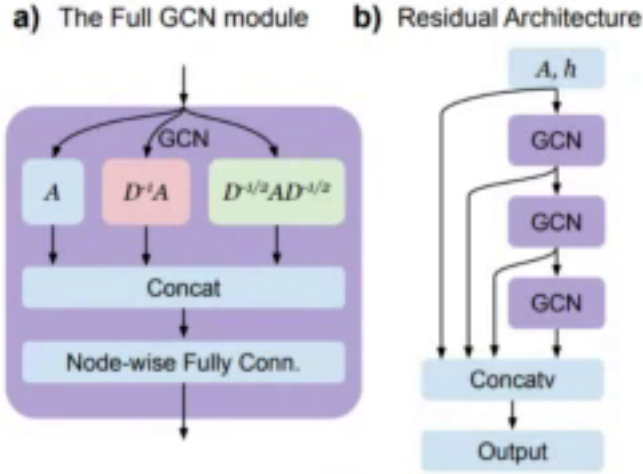 a) The Full GCN module
GCN
A
D⁻¹A
D⁻¹/²AD⁻¹/²
Concat
Node-wise Fully Conn.
b) Residual Architecture
A, h
GCN
GCN
GCN
Concatv
Output